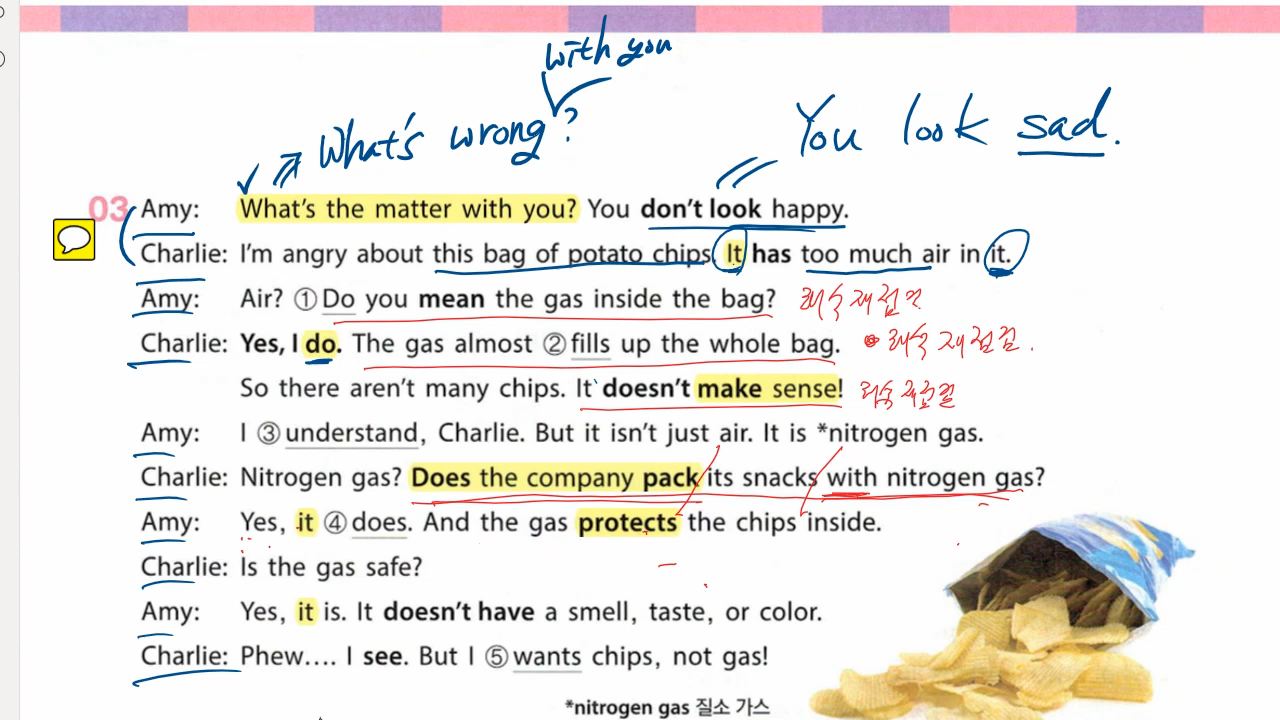 with you
What's wrong?
You look sad.
03 Amy: What's the matter with you? You don't look happy.
Charlie: I'm angry about this bag of potato chips. It has too much air in it.
Amy: Air? ① Do you mean the gas inside the bag?
Charlie: Yes, I do. The gas almost ② fills up the whole bag.
So there aren't many chips. It doesn't make sense!
Amy: I ③ understand, Charlie. But it isn't just air. It is *nitrogen gas.
Charlie: Nitrogen gas? Does the company pack its snacks with nitrogen gas?
Amy: Yes, it ④ does. And the gas protects the chips inside.
Charlie: Is the gas safe?
Amy: Yes, it is. It doesn't have a smell, taste, or color.
Charlie: Phew…. I see. But I ⑤ wants chips, not gas!
*nitrogen gas 질소 가스